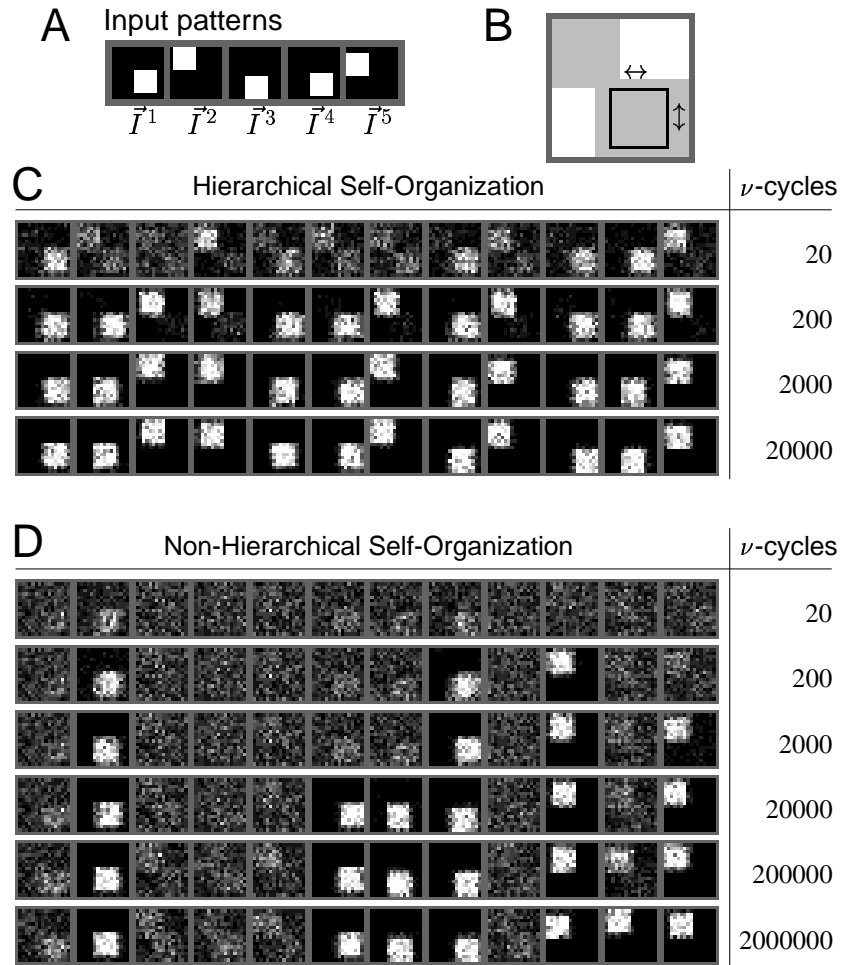 A Input patterns
B
I⃗¹ I⃗² I⃗³ I⃗⁴ I⃗⁵
C Hierarchical Self-Organization ν-cycles
20
200
2000
20000
D Non-Hierarchical Self-Organization ν-cycles
20
200
2000
20000
200000
2000000